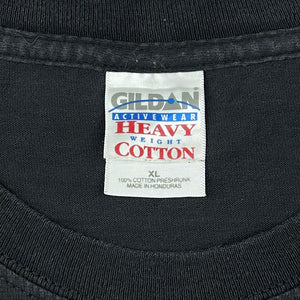 GILDAN
ACTIVEWEAR
HEAVY
WEIGHT
COTTON
XL
100% COTTON PRESHRUNK
MADE IN HONDURAS